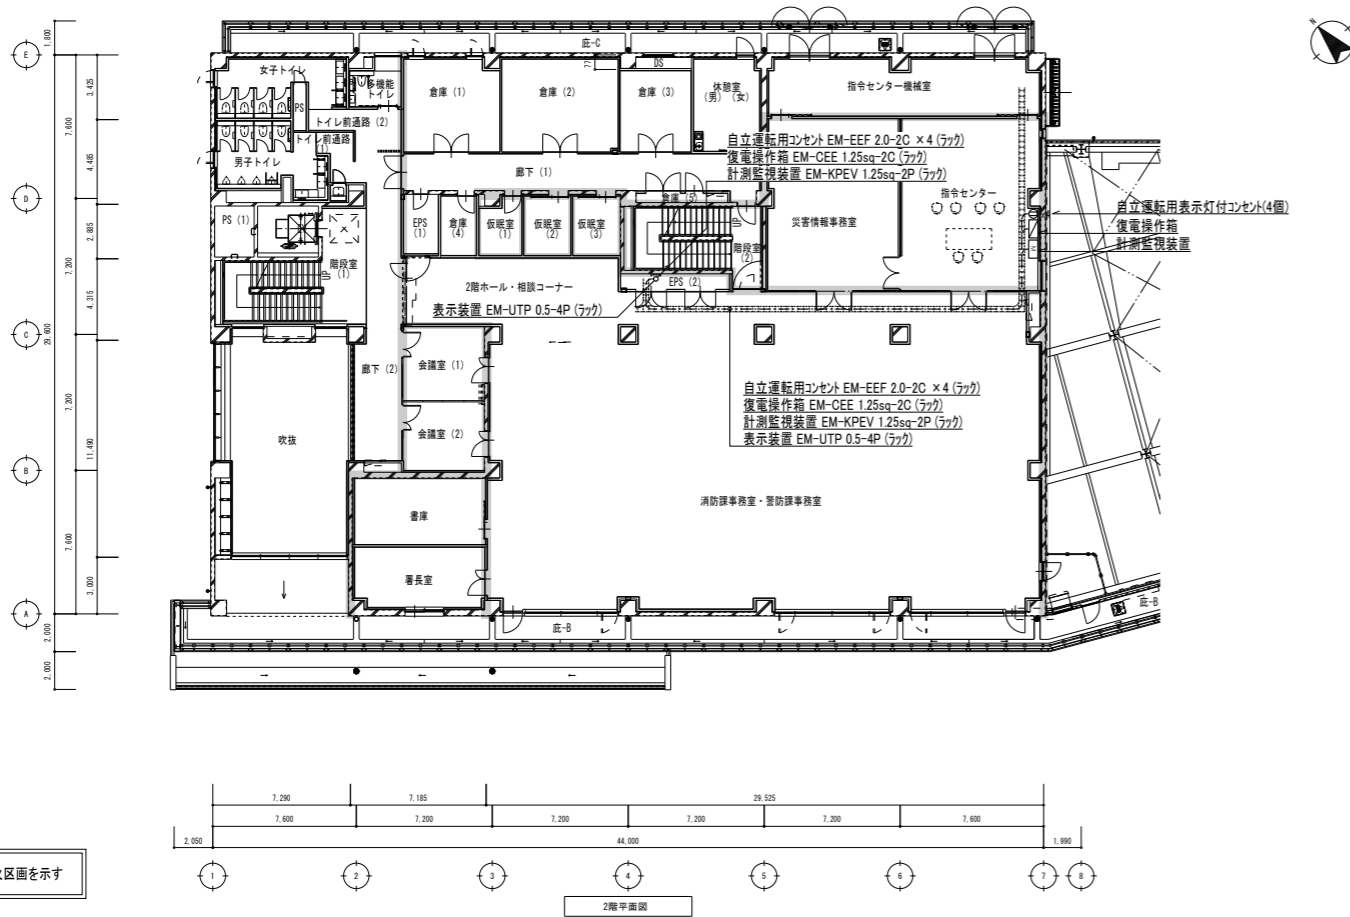 N
E
D
C
B
A
1,800
3,425
7,600
4,485
2,885
7,200
4,315
29,600
7,200
11,490
7,600
3,000
2,000
2,000
庇-C
女子トイレ
多機能
トイレ
PS
トイレ前通路(2)
トイレ前通路
(1)
男子トイレ
倉庫(1)
倉庫(2)
DS
倉庫(3)
休憩室
(男)(女)
指令センター機械室
自立運転用コンセント EM-EEF 2.0-2C ×4 (ラック)
復電操作箱 EM-CEE 1.25sq-2C (ラック)
計測監視装置 EM-KPEV 1.25sq-2P (ラック)
廊下(1)
倉庫(5)
指令センター
自立運転用表示灯付コンセント(4個)
復電操作箱
計測監視装置
PS(1)
EPS
(1)
倉庫
(4)
仮眠室
(1)
仮眠室
(2)
仮眠室
(3)
UP
階段室
(2)
災害情報事務室
階段室
(1)
UP
EPS(2)
2階ホール・相談コーナー
表示装置 EM-UTP 0.5-4P (ラック)
会議室(1)
廊下(2)
会議室(2)
吹抜
自立運転用コンセント EM-EEF 2.0-2C ×4 (ラック)
復電操作箱 EM-CEE 1.25sq-2C (ラック)
計測監視装置 EM-KPEV 1.25sq-2P (ラック)
表示装置 EM-UTP 0.5-4P (ラック)
消防課事務室・警防課事務室
書庫
署長室
庇-B
庇-B
7,290
7,185
29,525
7,600
7,200
7,200
7,200
7,200
7,600
2,050
44,000
1,990
1
2
3
4
5
6
7
8
区画を示す
2階平面図